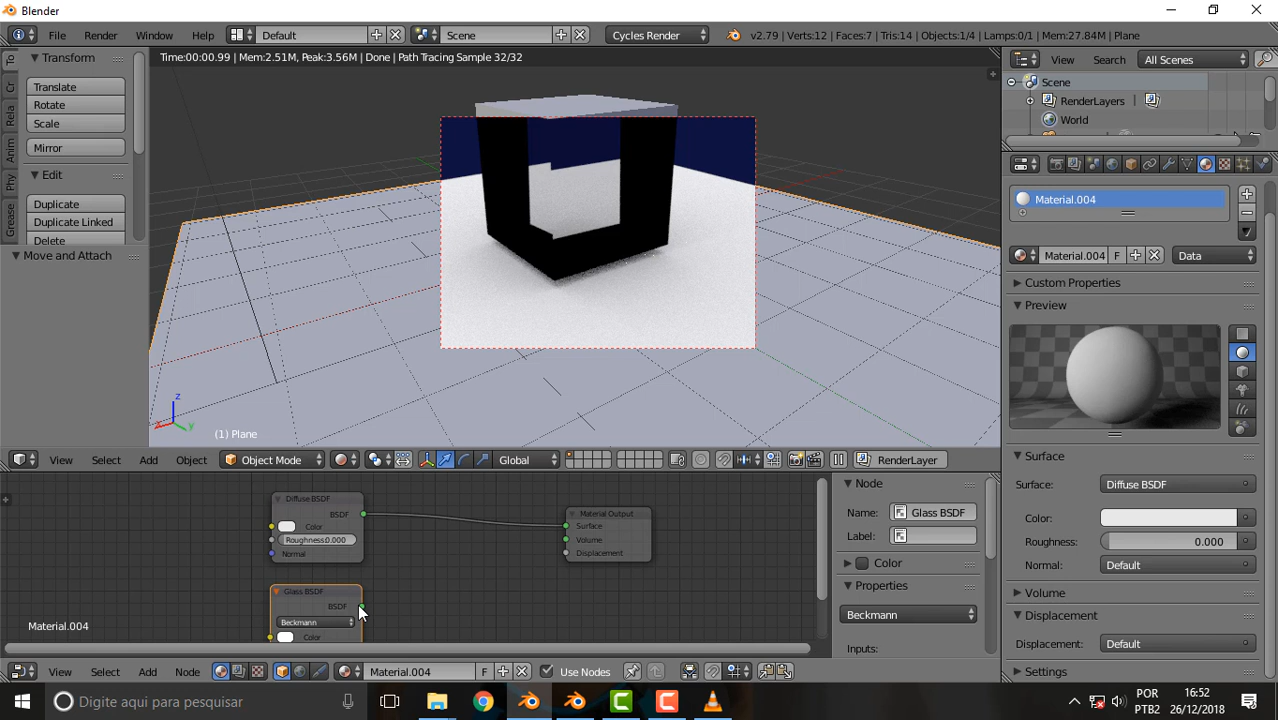 Blender
File Render Window Help Default Scene Cycles Render v2.79 | Verts:12 | Faces:7 | Tris:14 | Objects:1/4 | Lamps:0/1 | Mem:27.84M | Plane
Time:00:00.99 | Mem:2.51M, Peak:3.56M | Done | Path Tracing Sample 32/32
To
Cr
Rela
Anim
Phy
Grease
Transform
Translate
Rotate
Scale
Mirror
Edit
Duplicate
Duplicate Linked
Delete
Move and Attach
z
x
y
(1) Plane
View Select Add Object Object Mode Global RenderLayer
View Search All Scenes
Scene
RenderLayers
World
Material.004
Material.004 F Data
Custom Properties
Preview
Surface
Surface: Diffuse BSDF
Color:
Roughness: 0.000
Normal: Default
Volume
Displacement
Displacement: Default
Settings
Diffuse BSDF
BSDF
Color
Roughness:0.000
Normal
Material Output
Surface
Volume
Displacement
Glass BSDF
BSDF
Beckmann
Color
Material.004
Node
Name: Glass BSDF
Label:
Color
Properties
Beckmann
Inputs:
View Select Add Node Material.004 F Use Nodes
Digite aqui para pesquisar
POR
PTB2
16:52
26/12/2018